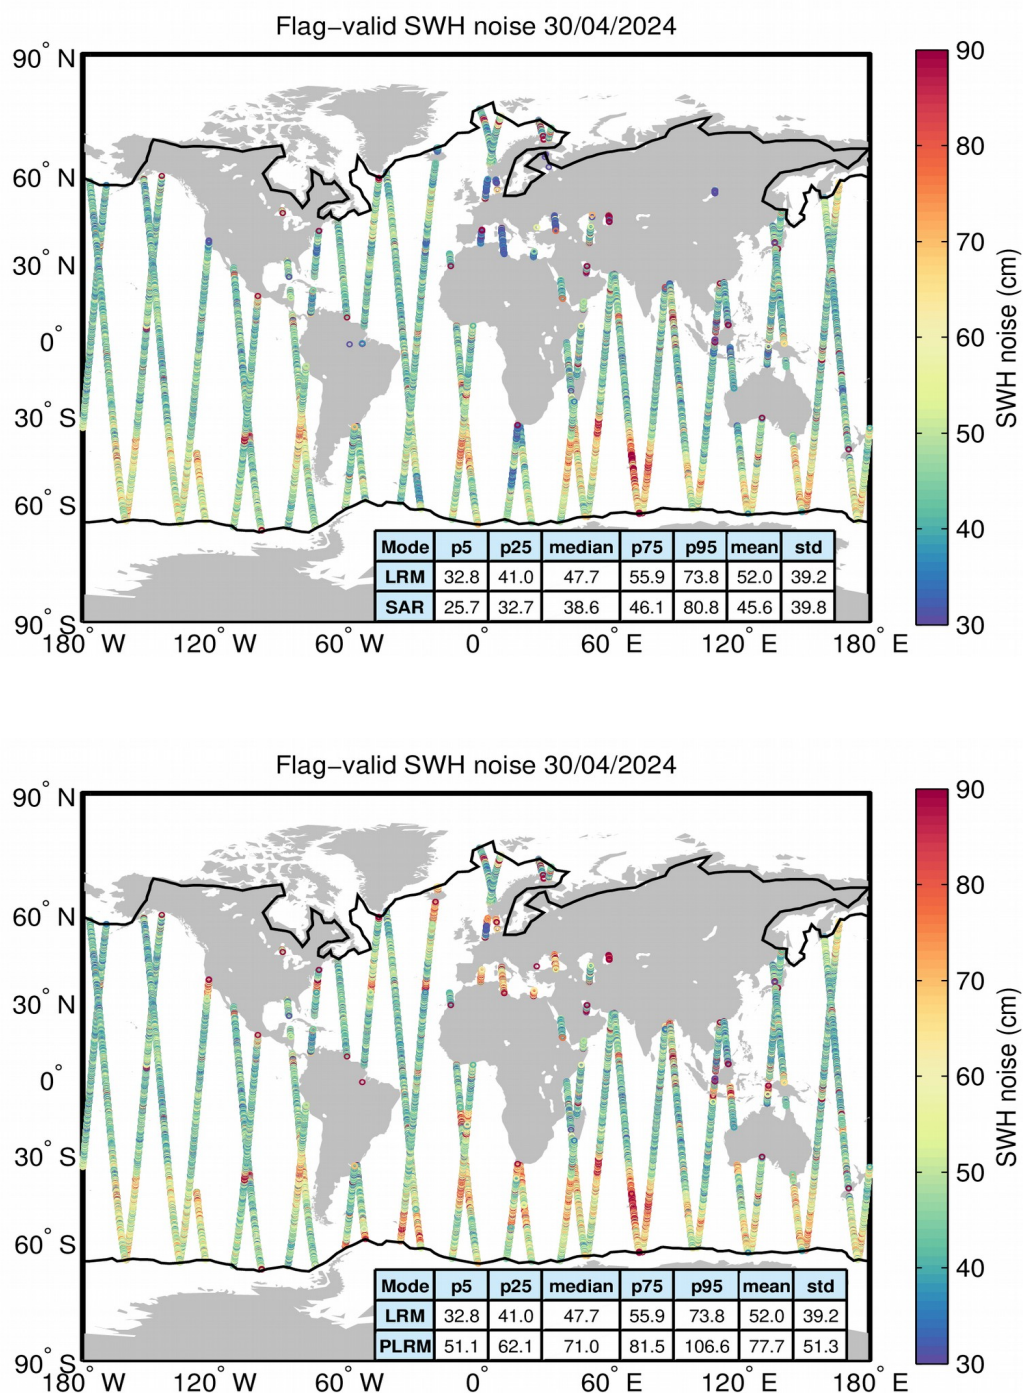 Flag−valid SWH noise 30/04/2024
90° N
60° N
30° N
0°
30° S
60° S
90° S
180° W 120° W 60° W 0° 60° E 120° E 180° E
90
80
70
60
50
40
30
SWH noise (cm)
Mode p5 p25 median p75 p95 mean std
LRM 32.8 41.0 47.7 55.9 73.8 52.0 39.2
SAR 25.7 32.7 38.6 46.1 80.8 45.6 39.8
Flag−valid SWH noise 30/04/2024
90° N
60° N
30° N
0°
30° S
60° S
90° S
180° W 120° W 60° W 0° 60° E 120° E 180° E
90
80
70
60
50
40
30
SWH noise (cm)
Mode p5 p25 median p75 p95 mean std
LRM 32.8 41.0 47.7 55.9 73.8 52.0 39.2
PLRM 51.1 62.1 71.0 81.5 106.6 77.7 51.3